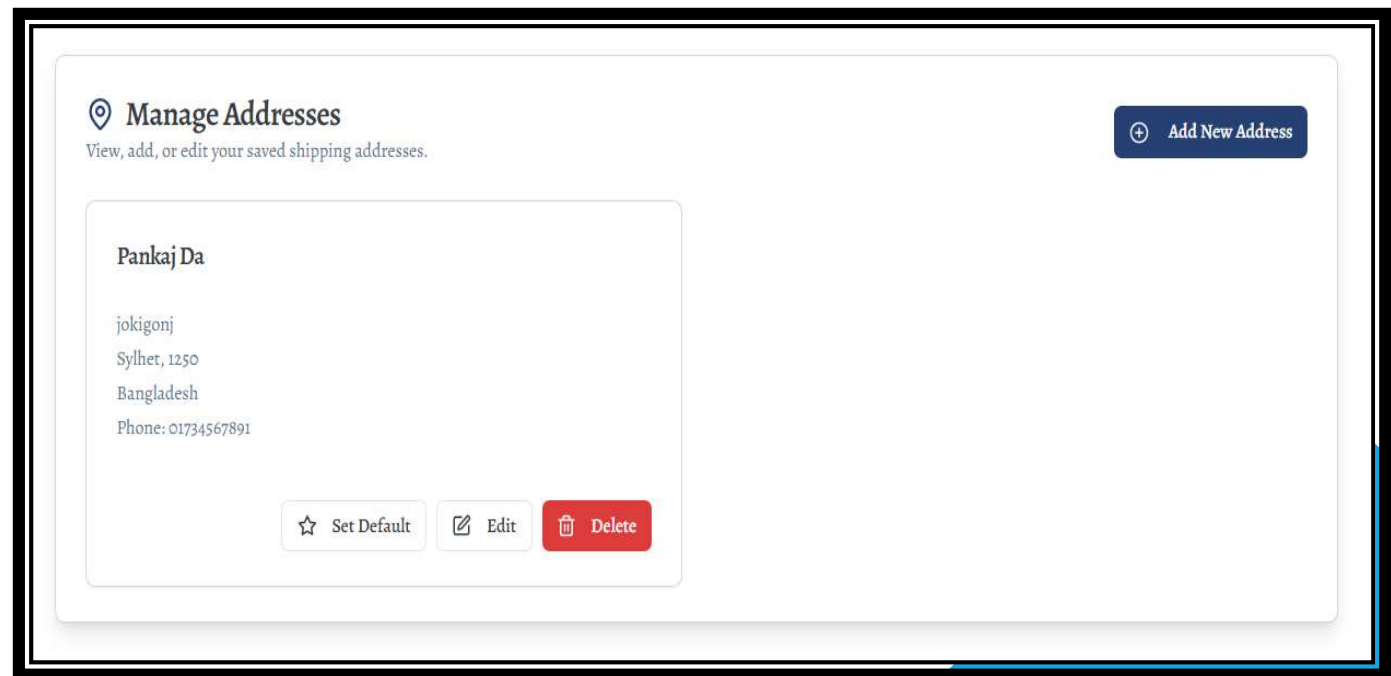 Manage Addresses
View, add, or edit your saved shipping addresses.
Add New Address
Pankaj Da
jokigonj
Sylhet, 1250
Bangladesh
Phone: 01734567891
Set Default
Edit
Delete